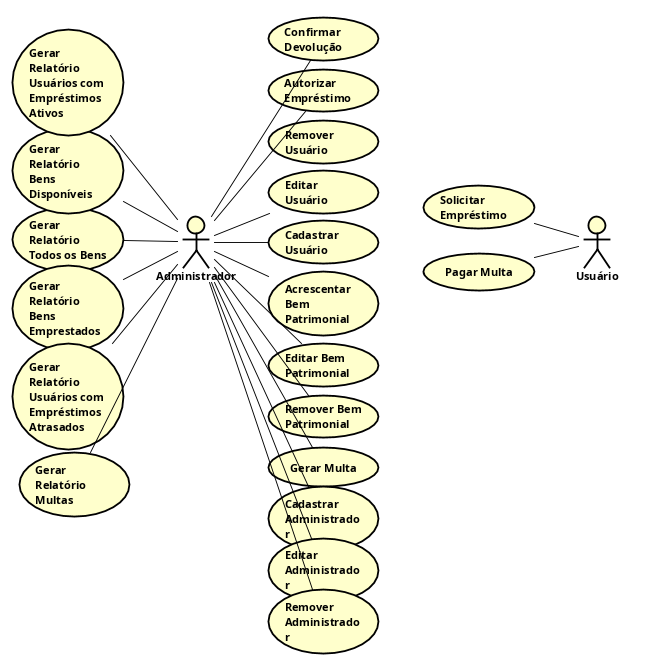 Gerar
Relatório
Usuários com
Empréstimos
Ativos
Gerar
Relatório
Bens
Disponíveis
Gerar
Relatório
Todos os Bens
Gerar
Relatório
Bens
Emprestados
Gerar
Relatório
Usuários com
Empréstimos
Atrasados
Gerar
Relatório
Multas
Administrador
Confirmar
Devolução
Autorizar
Empréstimo
Remover
Usuário
Editar
Usuário
Cadastrar
Usuário
Acrescentar
Bem
Patrimonial
Editar Bem
Patrimonial
Remover Bem
Patrimonial
Gerar Multa
Cadastrar
Administrado
r
Editar
Administrado
r
Remover
Administrado
r
Solicitar
Empréstimo
Pagar Multa
Usuário